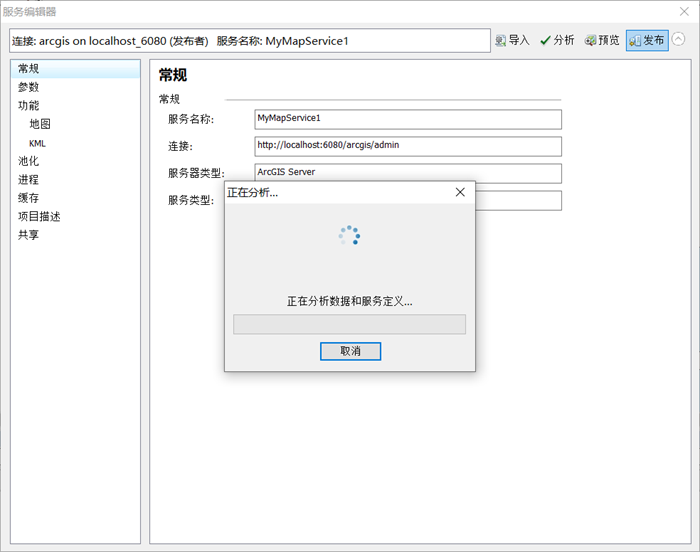 服务编辑器
连接: arcgis on localhost_6080 (发布者) 服务名称: MyMapService1
导入 分析 预览 发布
常规
参数
功能
地图
KML
池化
进程
缓存
项目描述
共享
常规
常规
服务名称: MyMapService1
连接: http://localhost:6080/arcgis/admin
服务器类型: ArcGIS Server
服务类型:
正在分析...
正在分析数据和服务定义...
取消